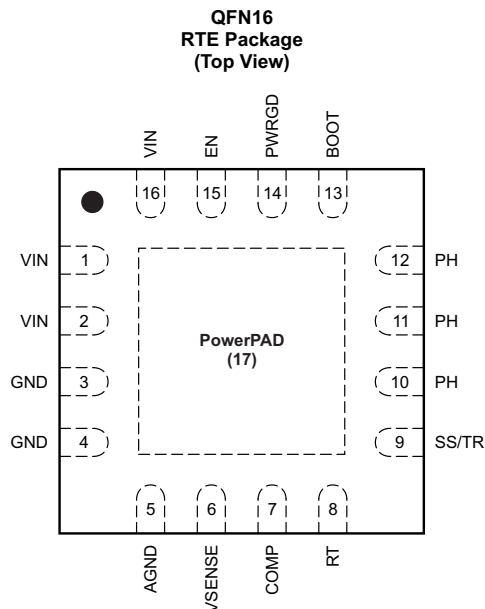 QFN16
RTE Package
(Top View)
VIN
EN
PWRGD
BOOT
16
15
14
13
VIN 1
12 PH
VIN 2
11 PH
PowerPAD
(17)
GND 3
10 PH
GND 4
9 SS/TR
5
6
7
8
AGND
VSENSE
COMP
RT